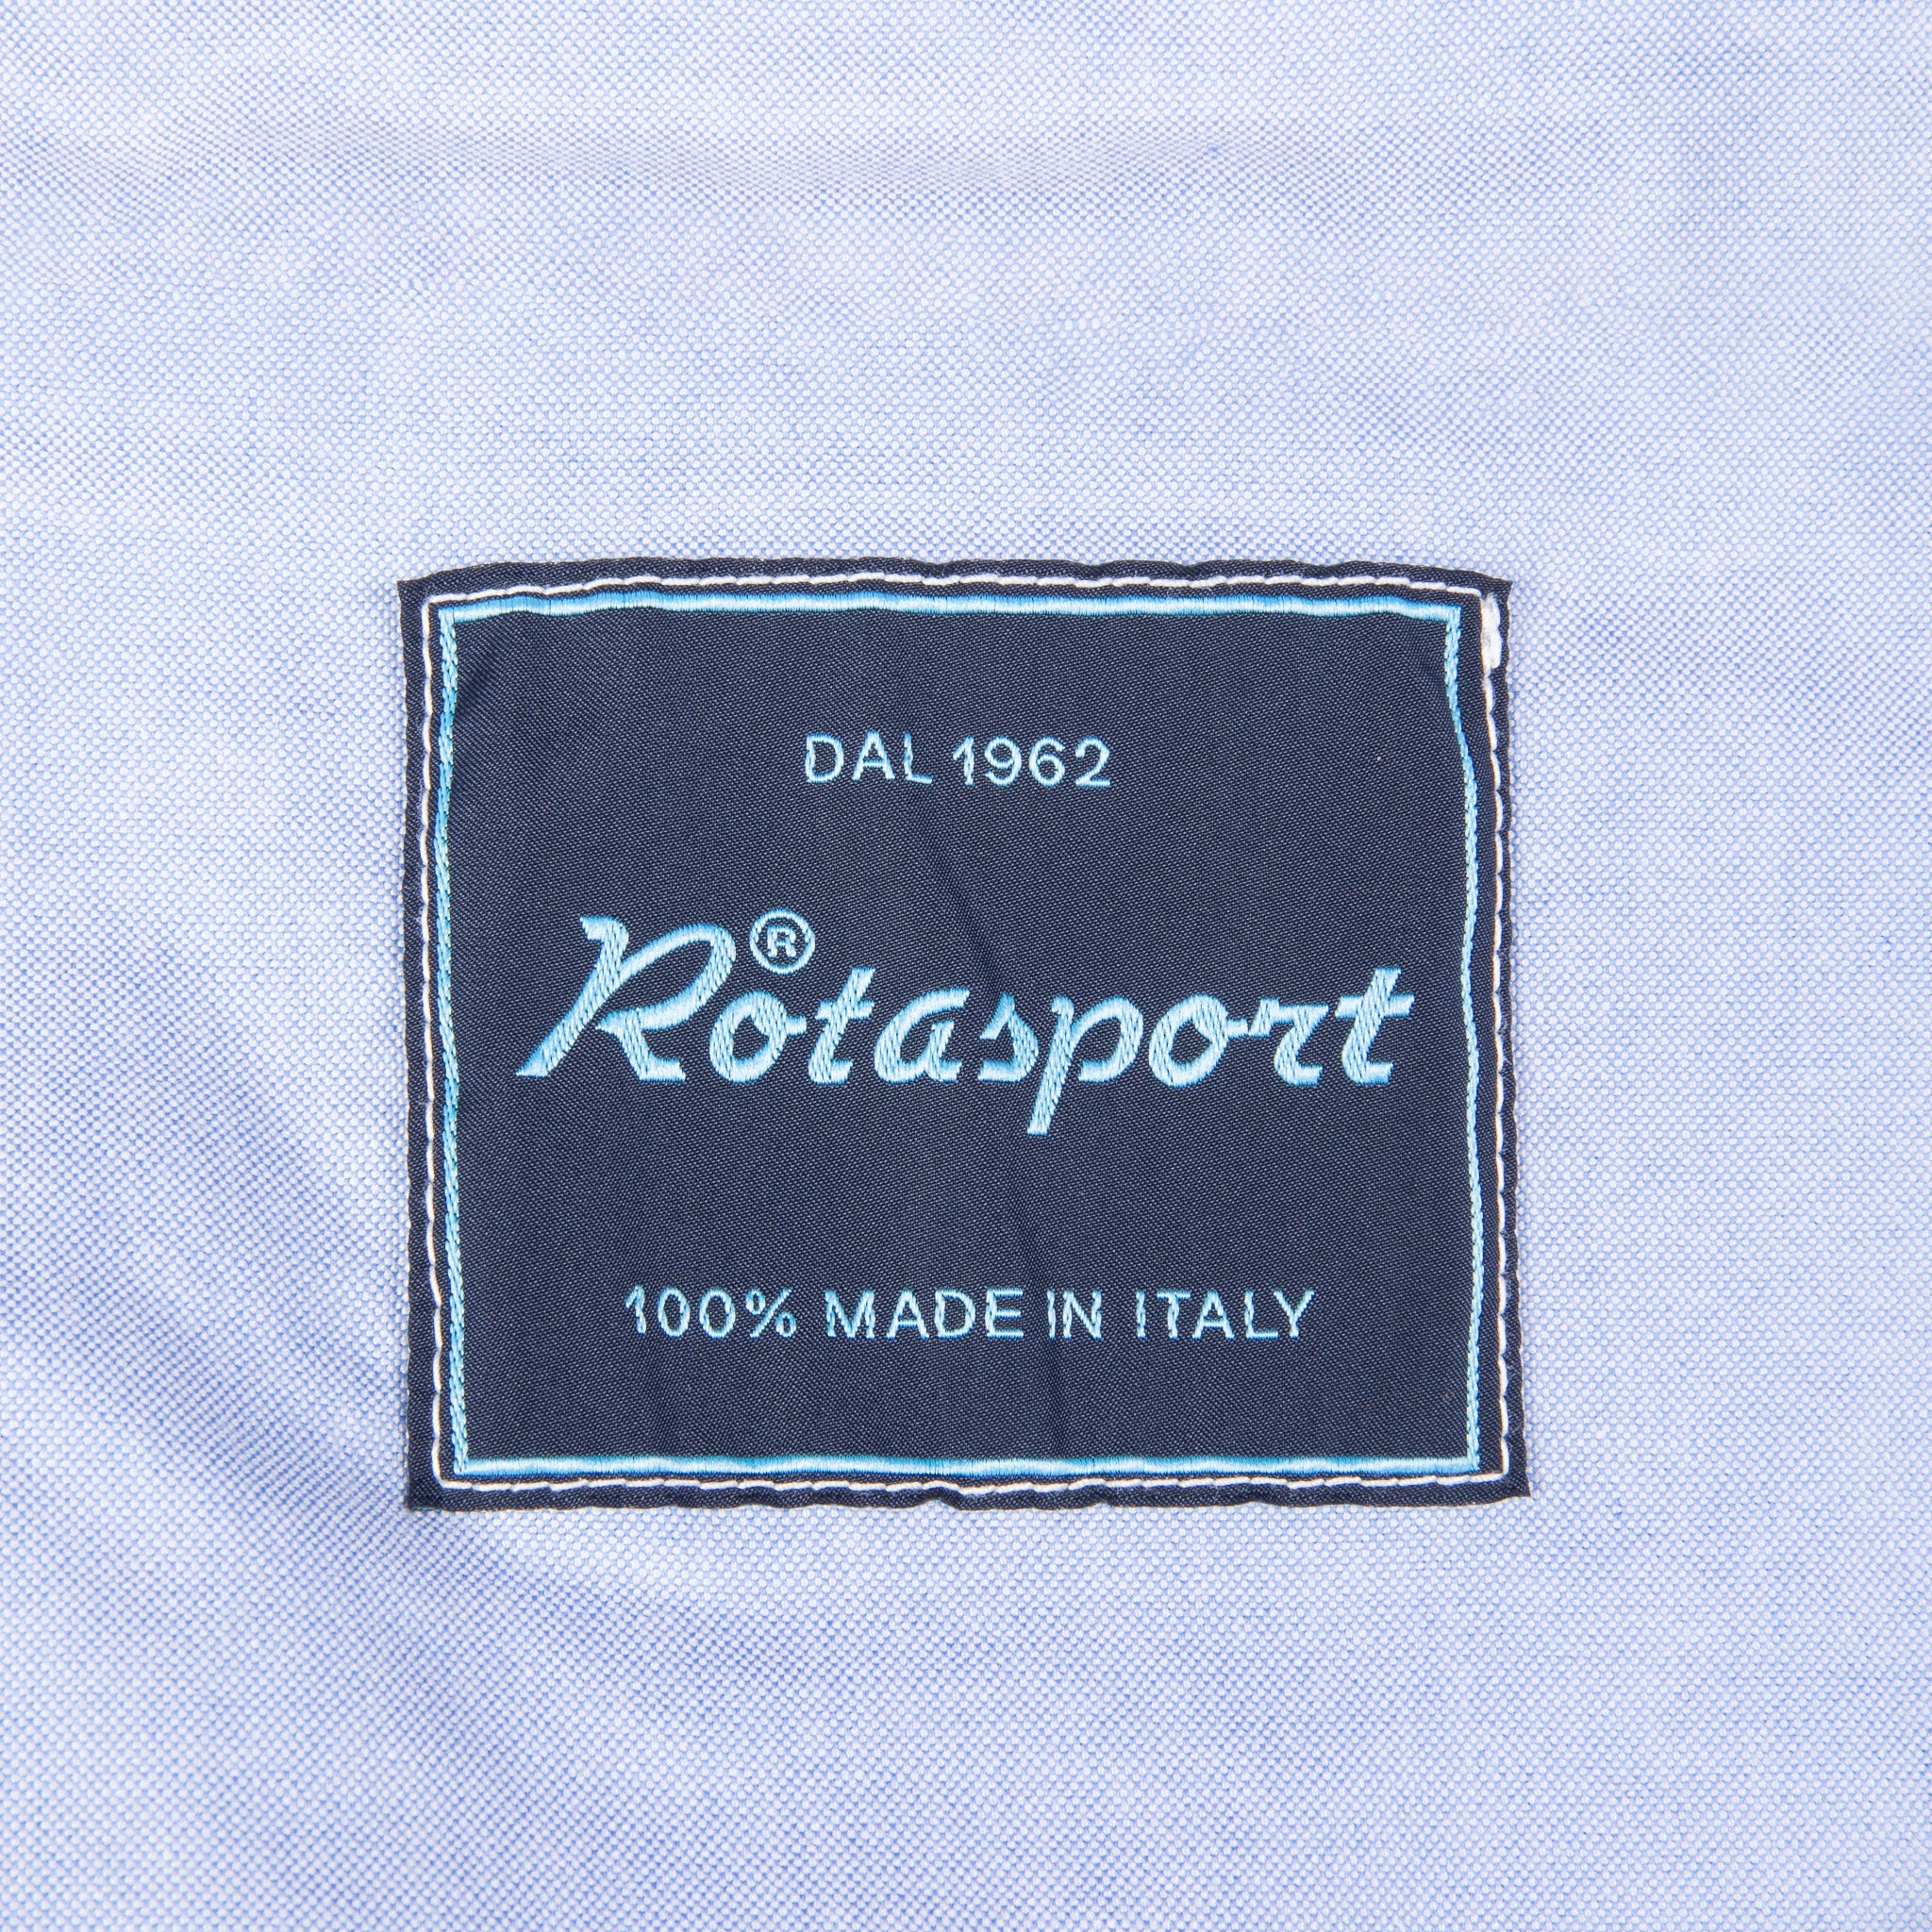 DAL 1962
Rotasport®
100% MADE IN ITALY